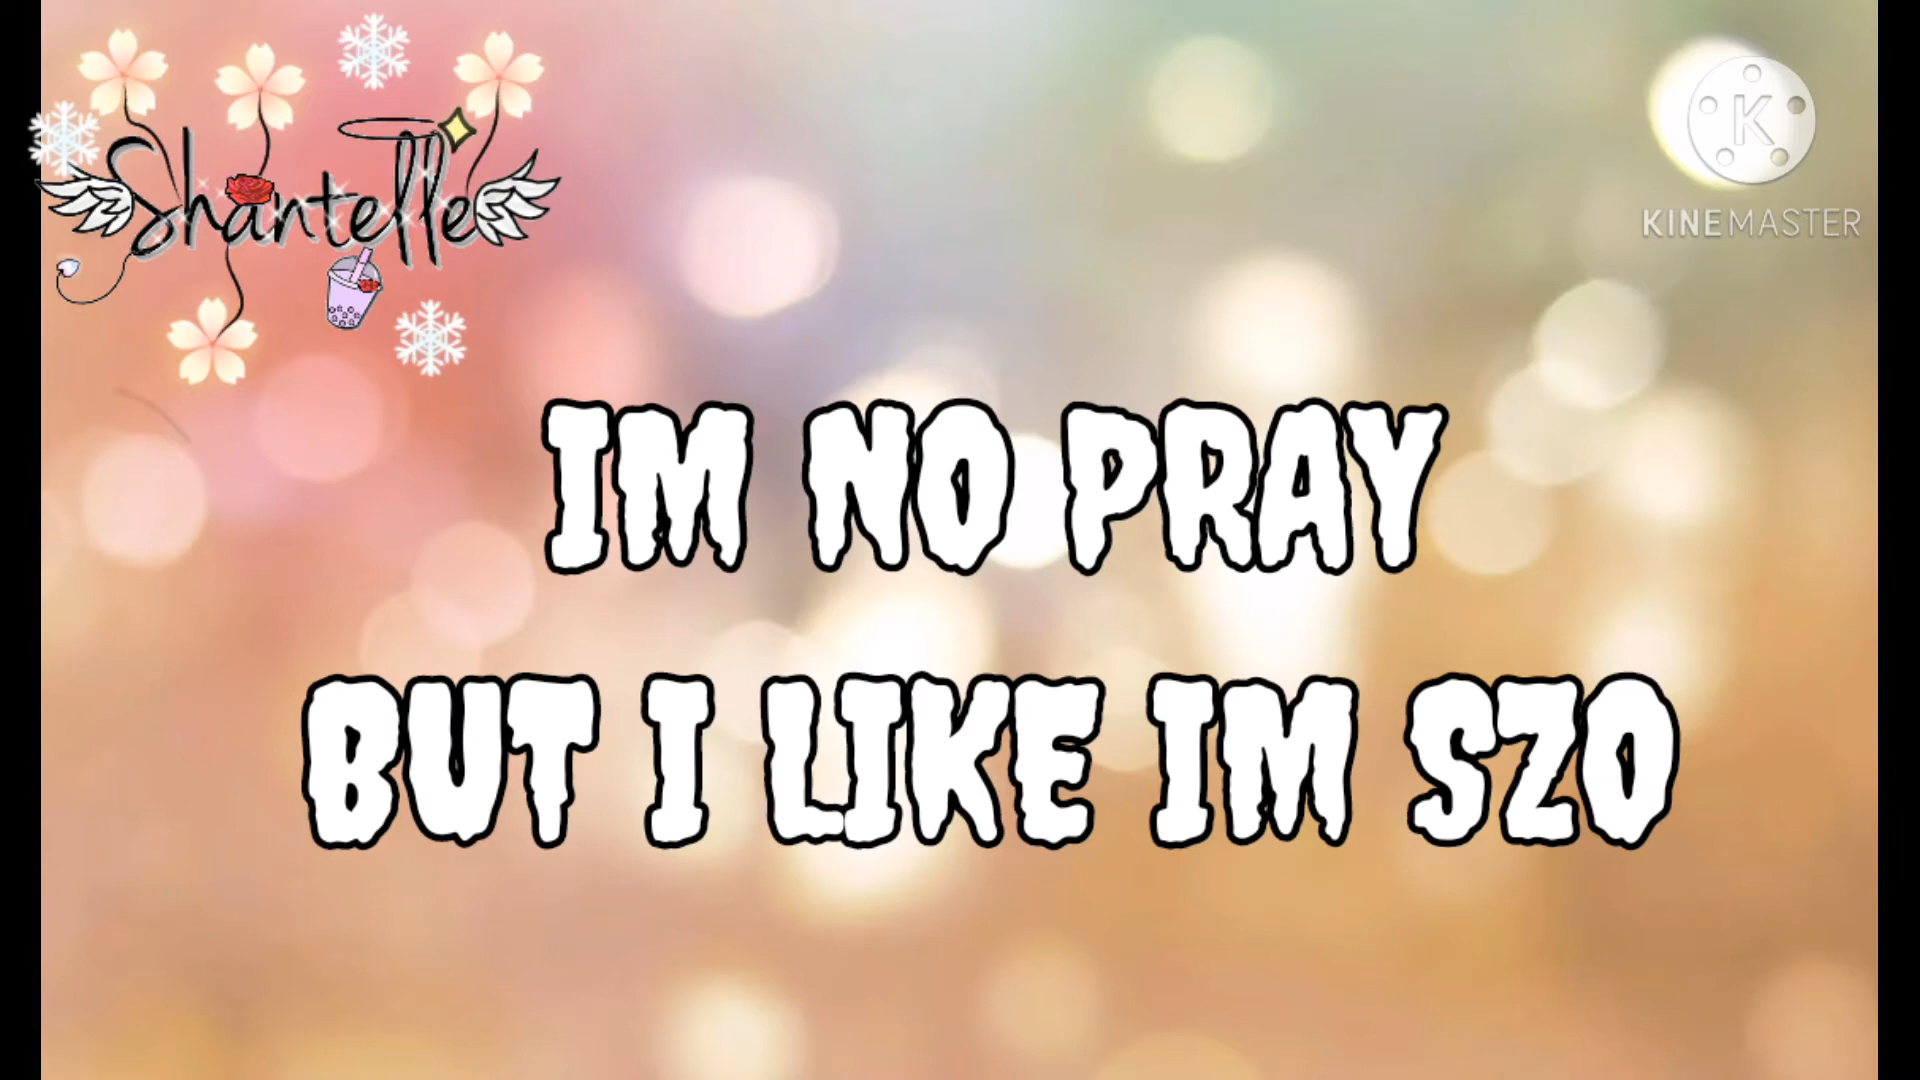 Shantelle
K
KINEMASTER
IM NO PRAY
BUT I LIKE IM SZO